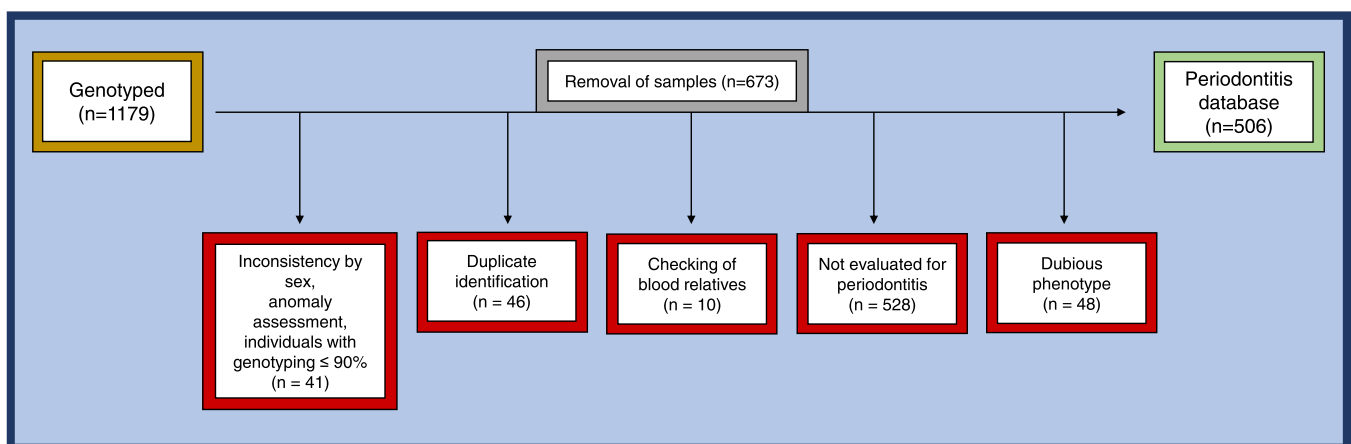 Genotyped
(n=1179)
Removal of samples (n=673)
Periodontitis
database
(n=506)
Inconsistency by
sex,
anomaly
assessment,
individuals with
genotyping ≤ 90%
(n = 41)
Duplicate
identification
(n = 46)
Checking of
blood relatives
(n = 10)
Not evaluated for
periodontitis
(n = 528)
Dubious
phenotype
(n = 48)